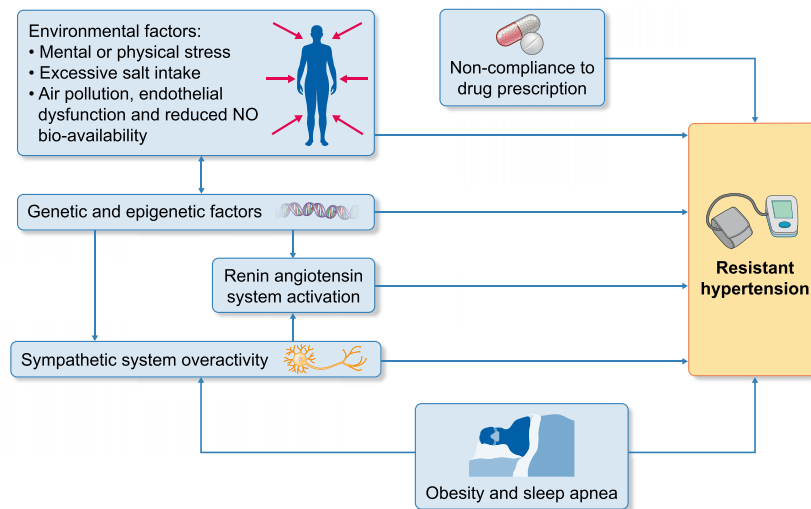 Environmental factors:
• Mental or physical stress
• Excessive salt intake
• Air pollution, endothelial
dysfunction and reduced NO
bio-availability
Non-compliance to
drug prescription
Genetic and epigenetic factors
Renin angiotensin
system activation
Resistant
hypertension
Sympathetic system overactivity
Obesity and sleep apnea